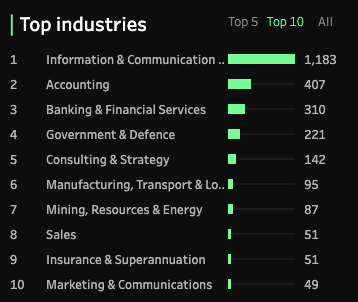 Top industries
Top 5 Top 10 All
1 Information & Communication .. 1,183
2 Accounting 407
3 Banking & Financial Services 310
4 Government & Defence 221
5 Consulting & Strategy 142
6 Manufacturing, Transport & Lo.. 95
7 Mining, Resources & Energy 87
8 Sales 51
9 Insurance & Superannuation 51
10 Marketing & Communications 49